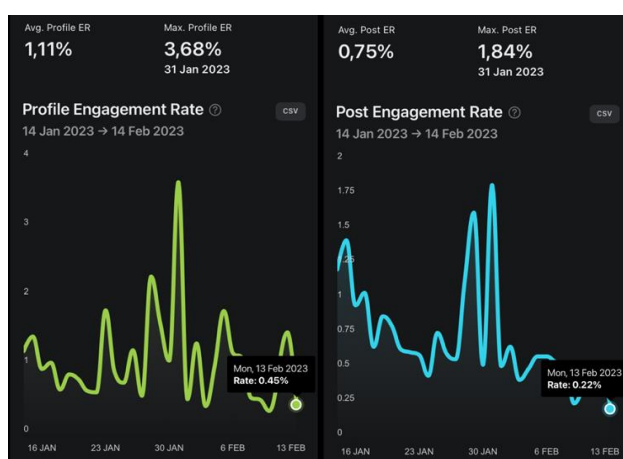 Avg. Profile ER
Max. Profile ER
1,11%
3,68%
31 Jan 2023
Profile Engagement Rate
CSV
14 Jan 2023 → 14 Feb 2023
4
3
2
1
0
Mon, 13 Feb 2023
Rate: 0.45%
16 JAN
23 JAN
30 JAN
6 FEB
13 FEB
Avg. Post ER
Max. Post ER
0,75%
1,84%
31 Jan 2023
Post Engagement Rate
CSV
14 Jan 2023 → 14 Feb 2023
2
1.75
1.5
1.25
1
0.75
0.5
0.25
0
Mon, 13 Feb 2023
Rate: 0.22%
16 JAN
23 JAN
30 JAN
6 FEB
13 FEB